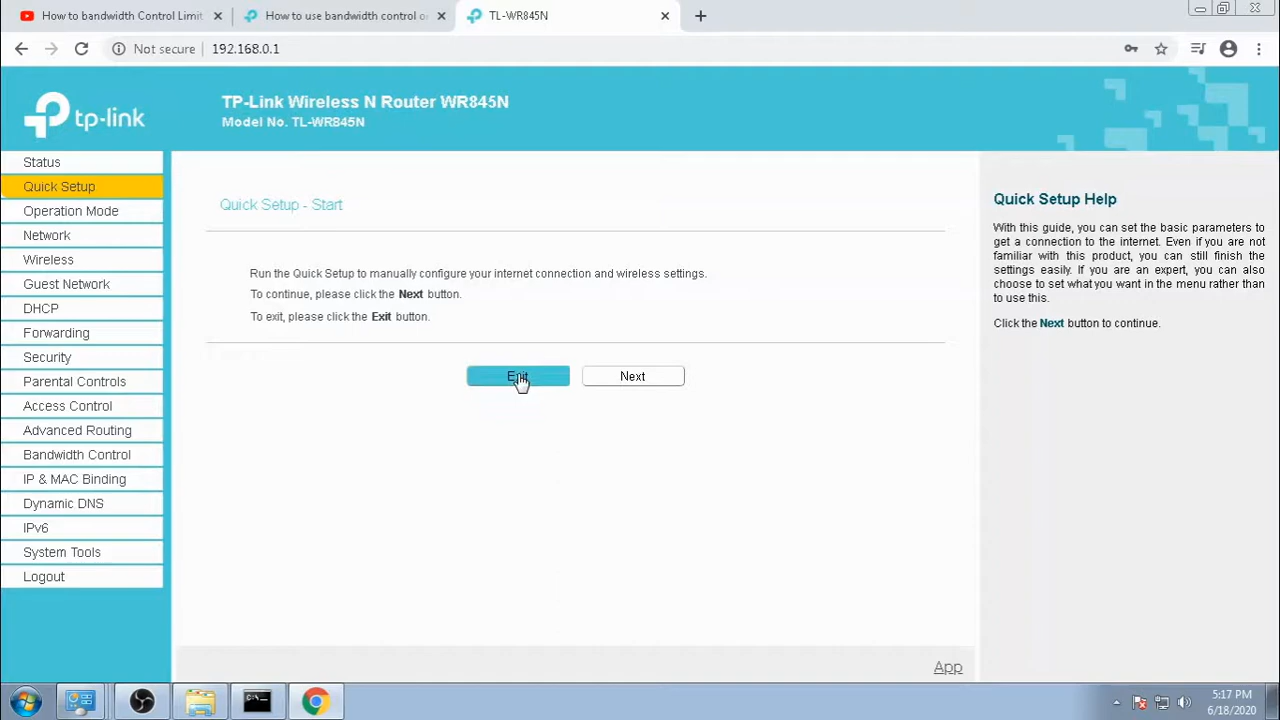 How to bandwidth Control Limit
How to use bandwidth control o
TL-WR845N
Not secure
192.168.0.1
tp-link
TP-Link Wireless N Router WR845N
Model No. TL-WR845N
Status
Quick Setup
Operation Mode
Network
Wireless
Guest Network
DHCP
Forwarding
Security
Parental Controls
Access Control
Advanced Routing
Bandwidth Control
IP & MAC Binding
Dynamic DNS
IPv6
System Tools
Logout
Quick Setup - Start
Run the Quick Setup to manually configure your internet connection and wireless settings.
To continue, please click the Next button.
To exit, please click the Exit button.
Exit
Next
App
Quick Setup Help
With this guide, you can set the basic parameters to
get a connection to the internet. Even if you are not
familiar with this product, you can still finish the
settings easily. If you are an expert, you can also
choose to set what you want in the menu rather than
to use this.
Click the Next button to continue.
5:17 PM
6/18/2020